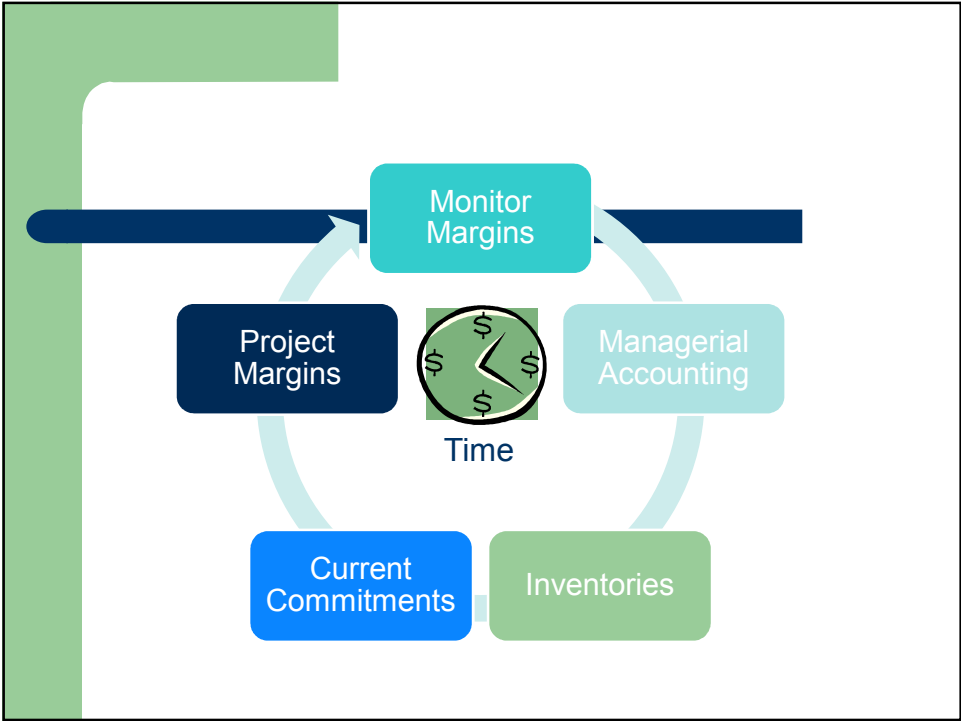 Monitor
Margins
Project
Margins
$
$
$
$
Managerial
Accounting
Time
Current
Commitments
Inventories